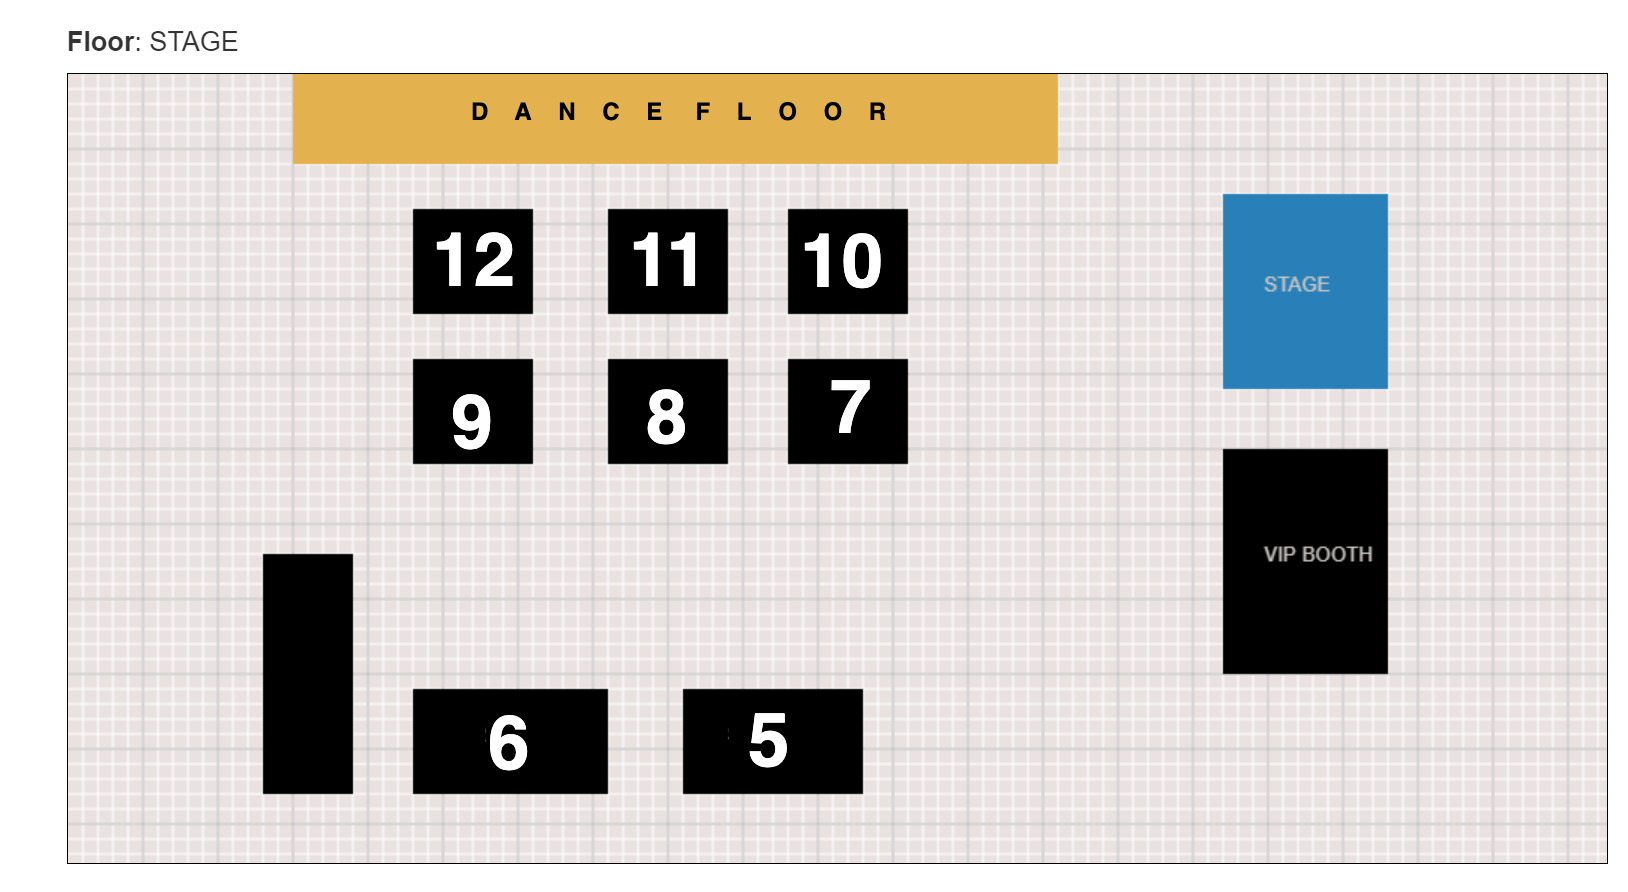 Floor: STAGE
D A N C E F L O O R
12 11 10
STAGE
9 8 7
VIP BOOTH
6 5